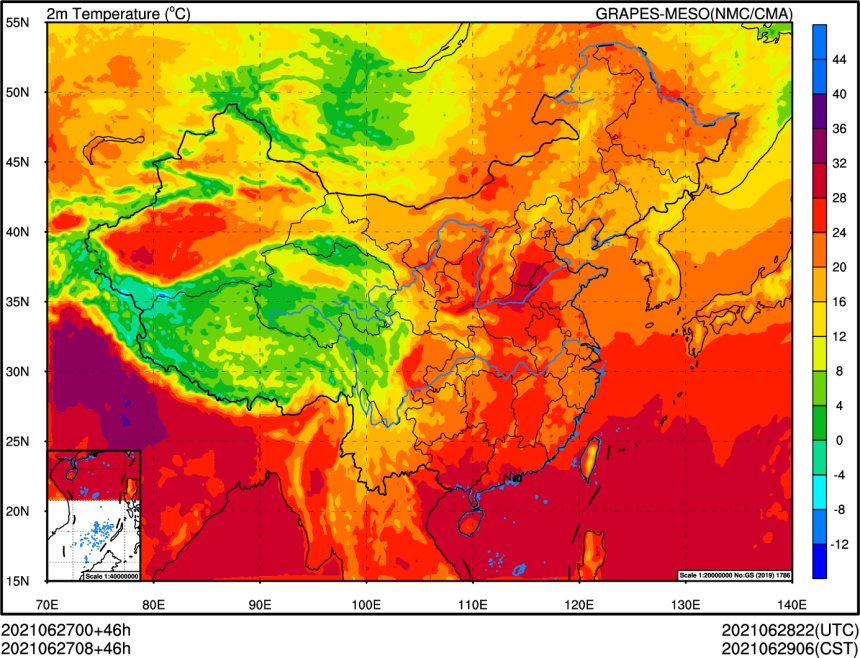 2m Temperature (°C) GRAPES-MESO(NMC/CMA)
55N
50N
45N
40N
35N
30N
25N
20N
15N
70E 80E 90E 100E 110E 120E 130E 140E
44
40
36
32
28
24
20
16
12
8
4
0
-4
-8
-12
Scale 1:40000000
Scale 1:20000000 No:GS (2019) 1786
2021062700+46h 2021062822(UTC)
2021062708+46h 2021062906(CST)